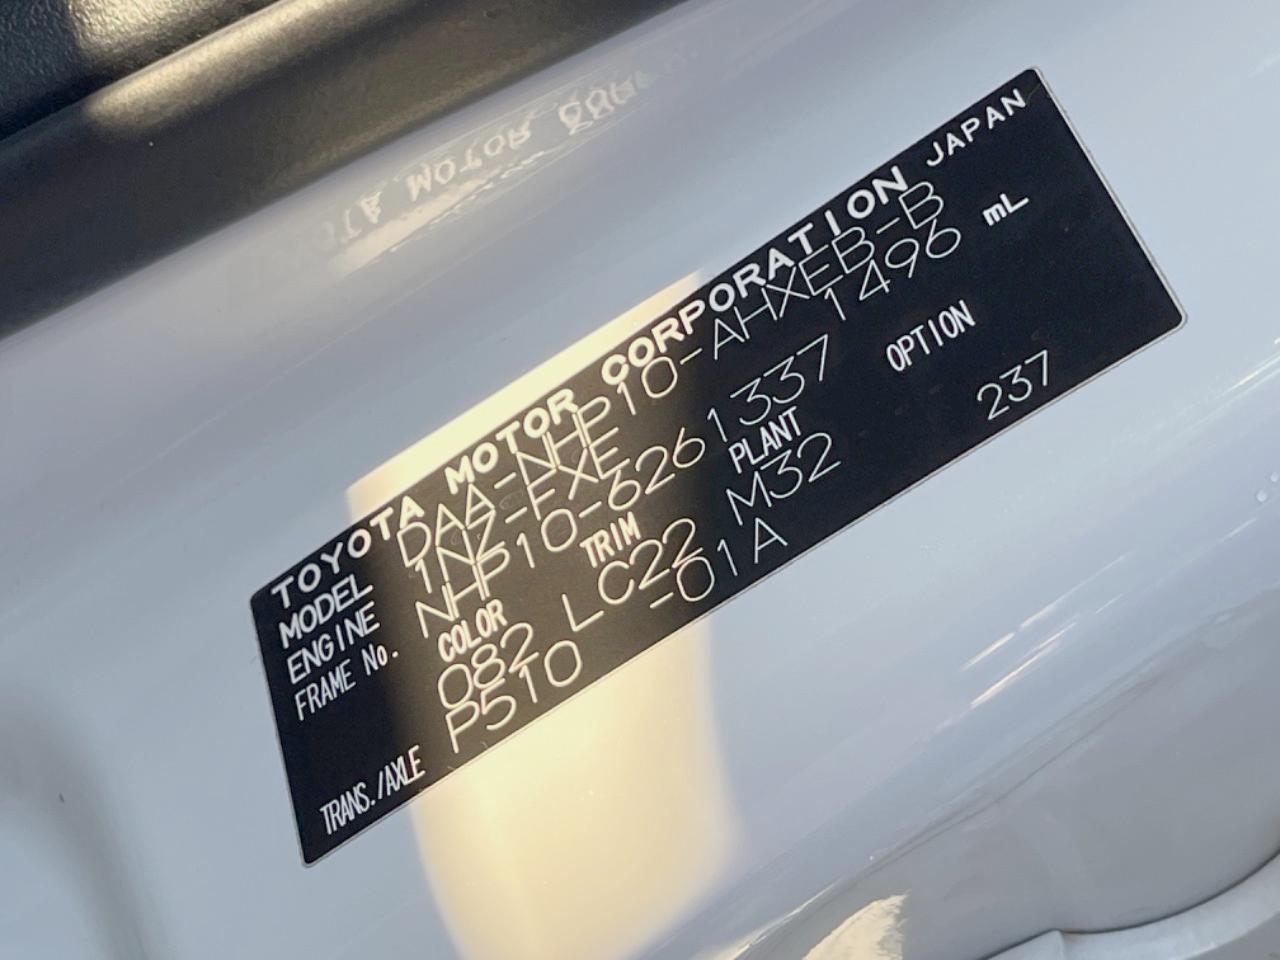 TOYOTA MOTOR CORPORATION JAPAN
MODEL DAA-NHP10-AHXEB-B
ENGINE 1NZ-FXE 1496 mL
FRAME No. NHP10-6261337
COLOR TRIM PLANT OPTION
082 LC22 M32 237
TRANS./AXLE P510 -01A